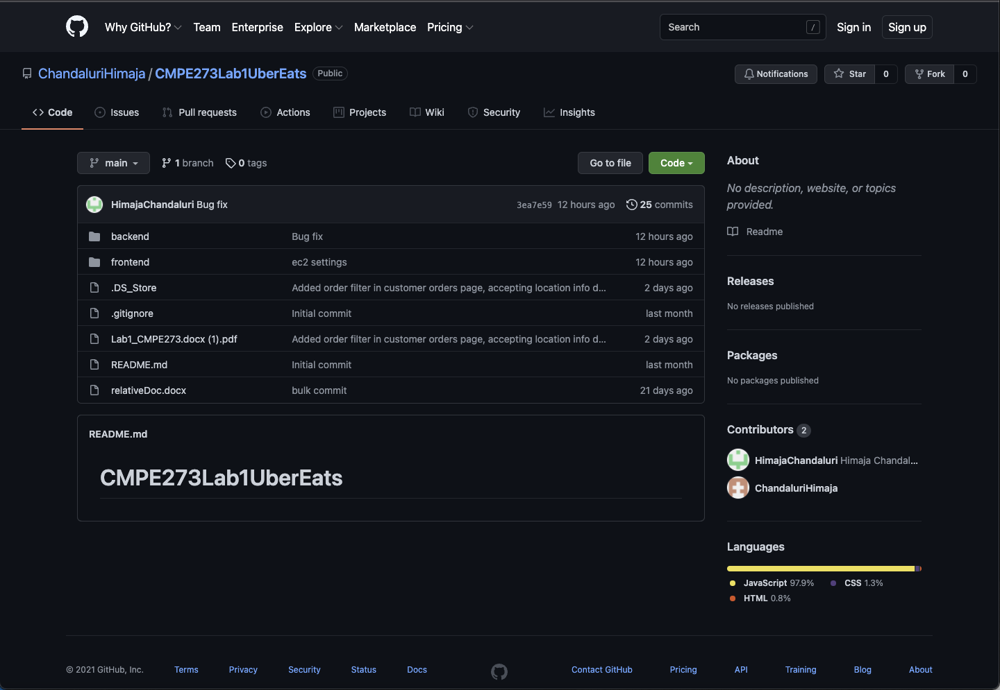 Why GitHub? Team Enterprise Explore Marketplace Pricing Search / Sign in Sign up
ChandaluriHimaja / CMPE273Lab1UberEats Public Notifications Star 0 Fork 0
Code Issues Pull requests Actions Projects Wiki Security Insights
main 1 branch 0 tags Go to file Code
HimajaChandaluri Bug fix 3ea7e59 12 hours ago 25 commits
backend Bug fix 12 hours ago
frontend ec2 settings 12 hours ago
.DS_Store Added order filter in customer orders page, accepting location info d... 2 days ago
.gitignore Initial commit last month
Lab1_CMPE273.docx (1).pdf Added order filter in customer orders page, accepting location info d... 2 days ago
README.md Initial commit last month
relativeDoc.docx bulk commit 21 days ago
README.md
CMPE273Lab1UberEats
About
No description, website, or topics
provided.
Readme
Releases
No releases published
Packages
No packages published
Contributors 2
HimajaChandaluri Himaja Chandal...
ChandaluriHimaja
Languages
JavaScript 97.9% CSS 1.3%
HTML 0.8%
© 2021 GitHub, Inc. Terms Privacy Security Status Docs Contact GitHub Pricing API Training Blog About